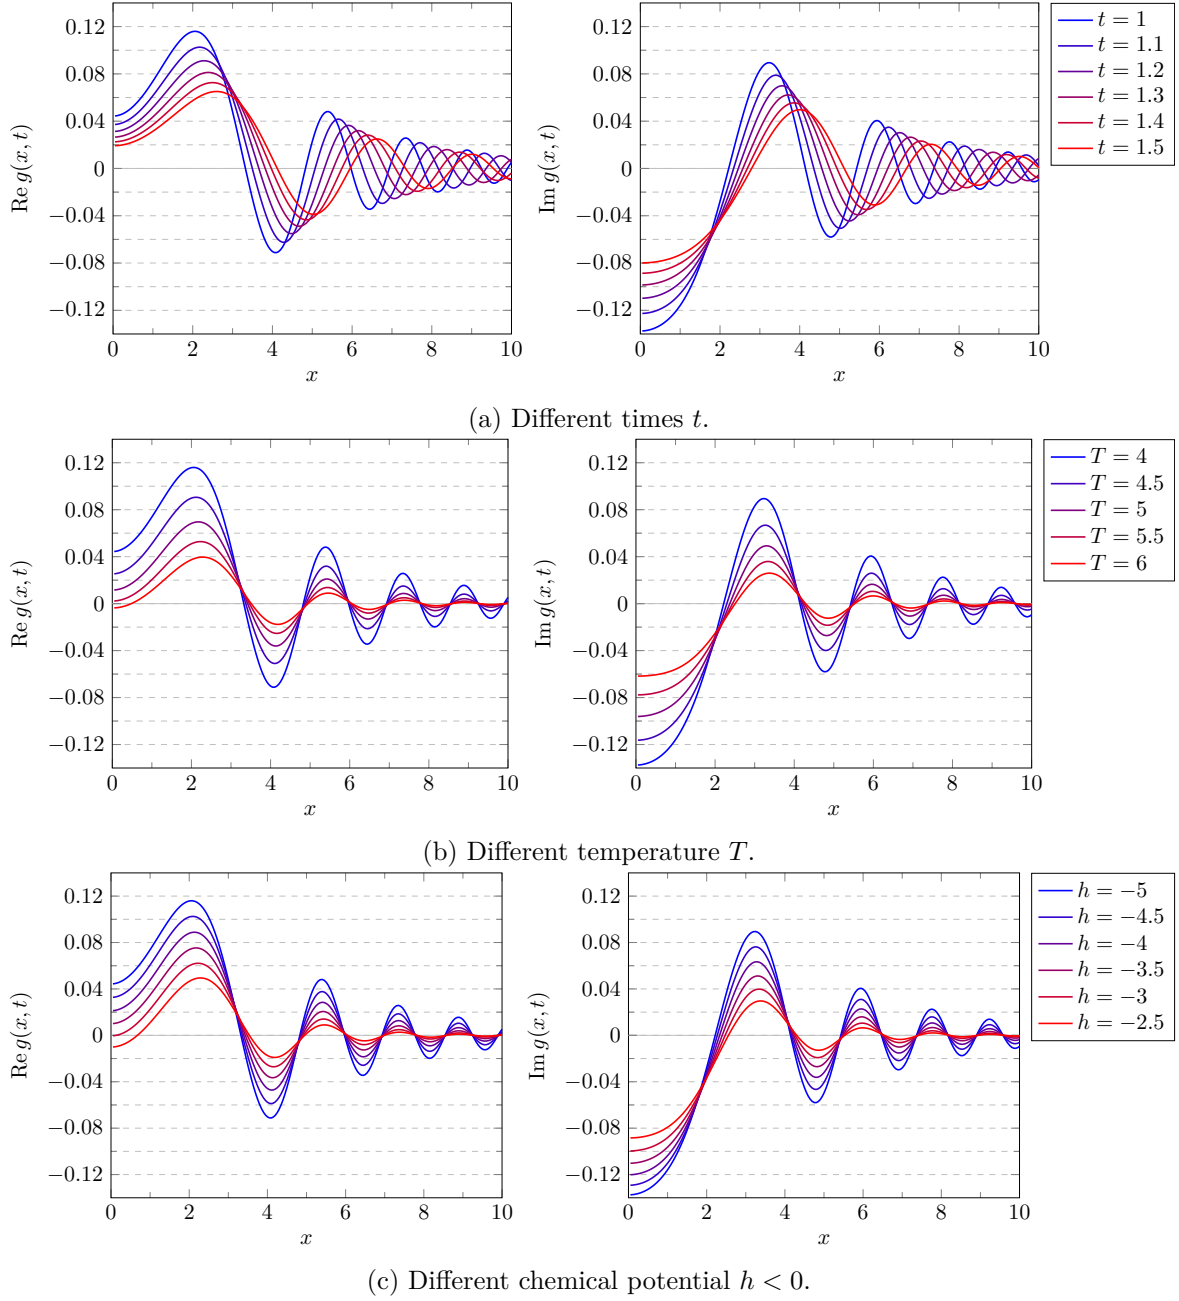 0.12
0.08
0.04
0
−0.04
−0.08
−0.12
Re g(x, t)
0 2 4 6 8 10
x
0.12
0.08
0.04
0
−0.04
−0.08
−0.12
Im g(x, t)
0 2 4 6 8 10
x
t = 1
t = 1.1
t = 1.2
t = 1.3
t = 1.4
t = 1.5
(a) Different times t.
0.12
0.08
0.04
0
−0.04
−0.08
−0.12
Re g(x, t)
0 2 4 6 8 10
x
0.12
0.08
0.04
0
−0.04
−0.08
−0.12
Im g(x, t)
0 2 4 6 8 10
x
T = 4
T = 4.5
T = 5
T = 5.5
T = 6
(b) Different temperature T.
0.12
0.08
0.04
0
−0.04
−0.08
−0.12
Re g(x, t)
0 2 4 6 8 10
x
0.12
0.08
0.04
0
−0.04
−0.08
−0.12
Im g(x, t)
0 2 4 6 8 10
x
h = −5
h = −4.5
h = −4
h = −3.5
h = −3
h = −2.5
(c) Different chemical potential h < 0.